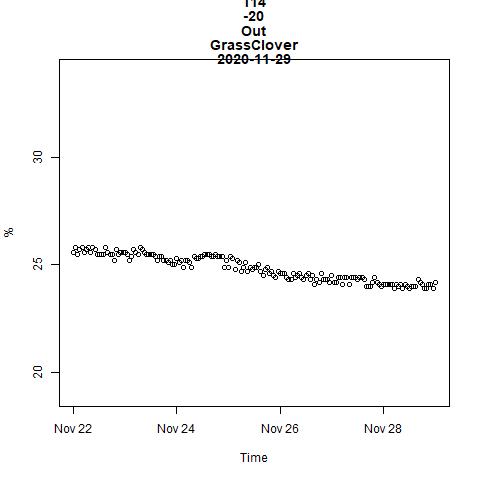 T14
-20
Out
GrassClover
2020-11-29
%
30
25
20
Nov 22
Nov 24
Nov 26
Nov 28
Time